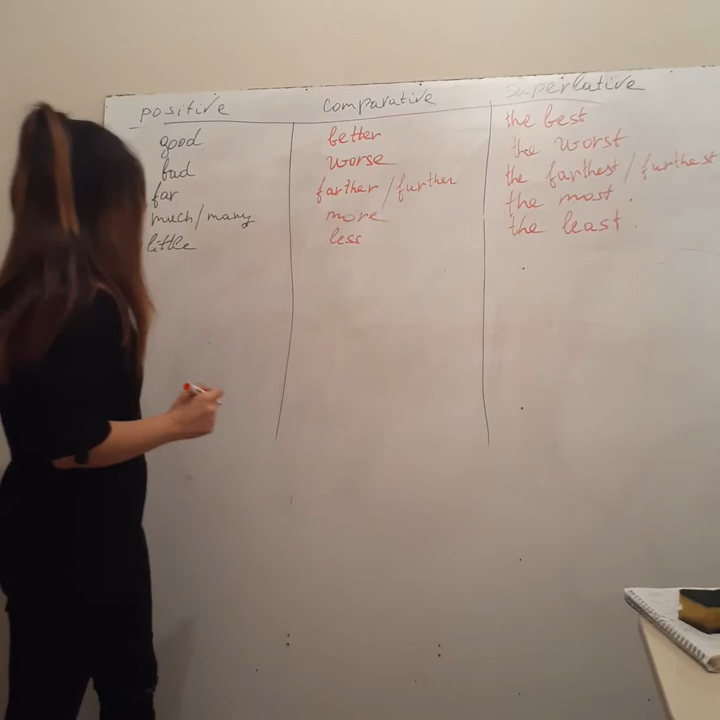 positive comparative superlative
good better the best
bad worse the worst
far farther/further the farthest/furthest
much/many more the most.
little less the least.